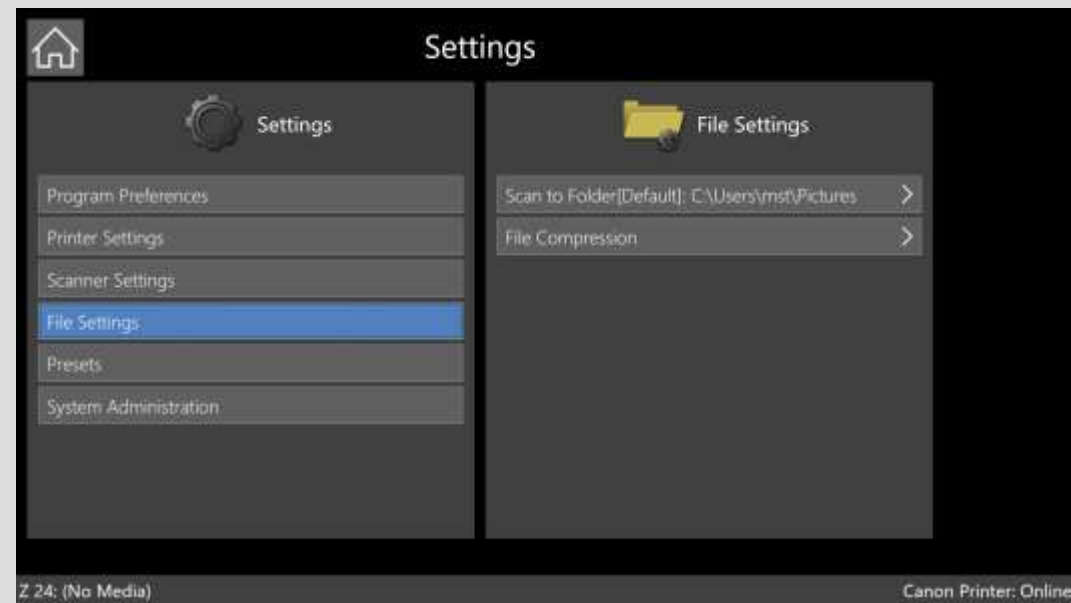 Settings
Settings
Program Preferences
Printer Settings
Scanner Settings
File Settings
Presets
System Administration
File Settings
Scan to Folder[Default]: C:\Users\mst\Pictures
File Compression
Z 24: (No Media)
Canon Printer: Online